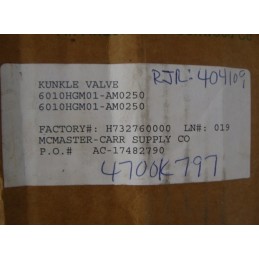 KUNKLE VALVE
RJR: 404109
6010HGM01-AM0250
6010HGM01-AM0250
FACTORY#: H732760000 LN#: 019
MCMASTER-CARR SUPPLY CO
P.O.# AC-17482790
4700K797